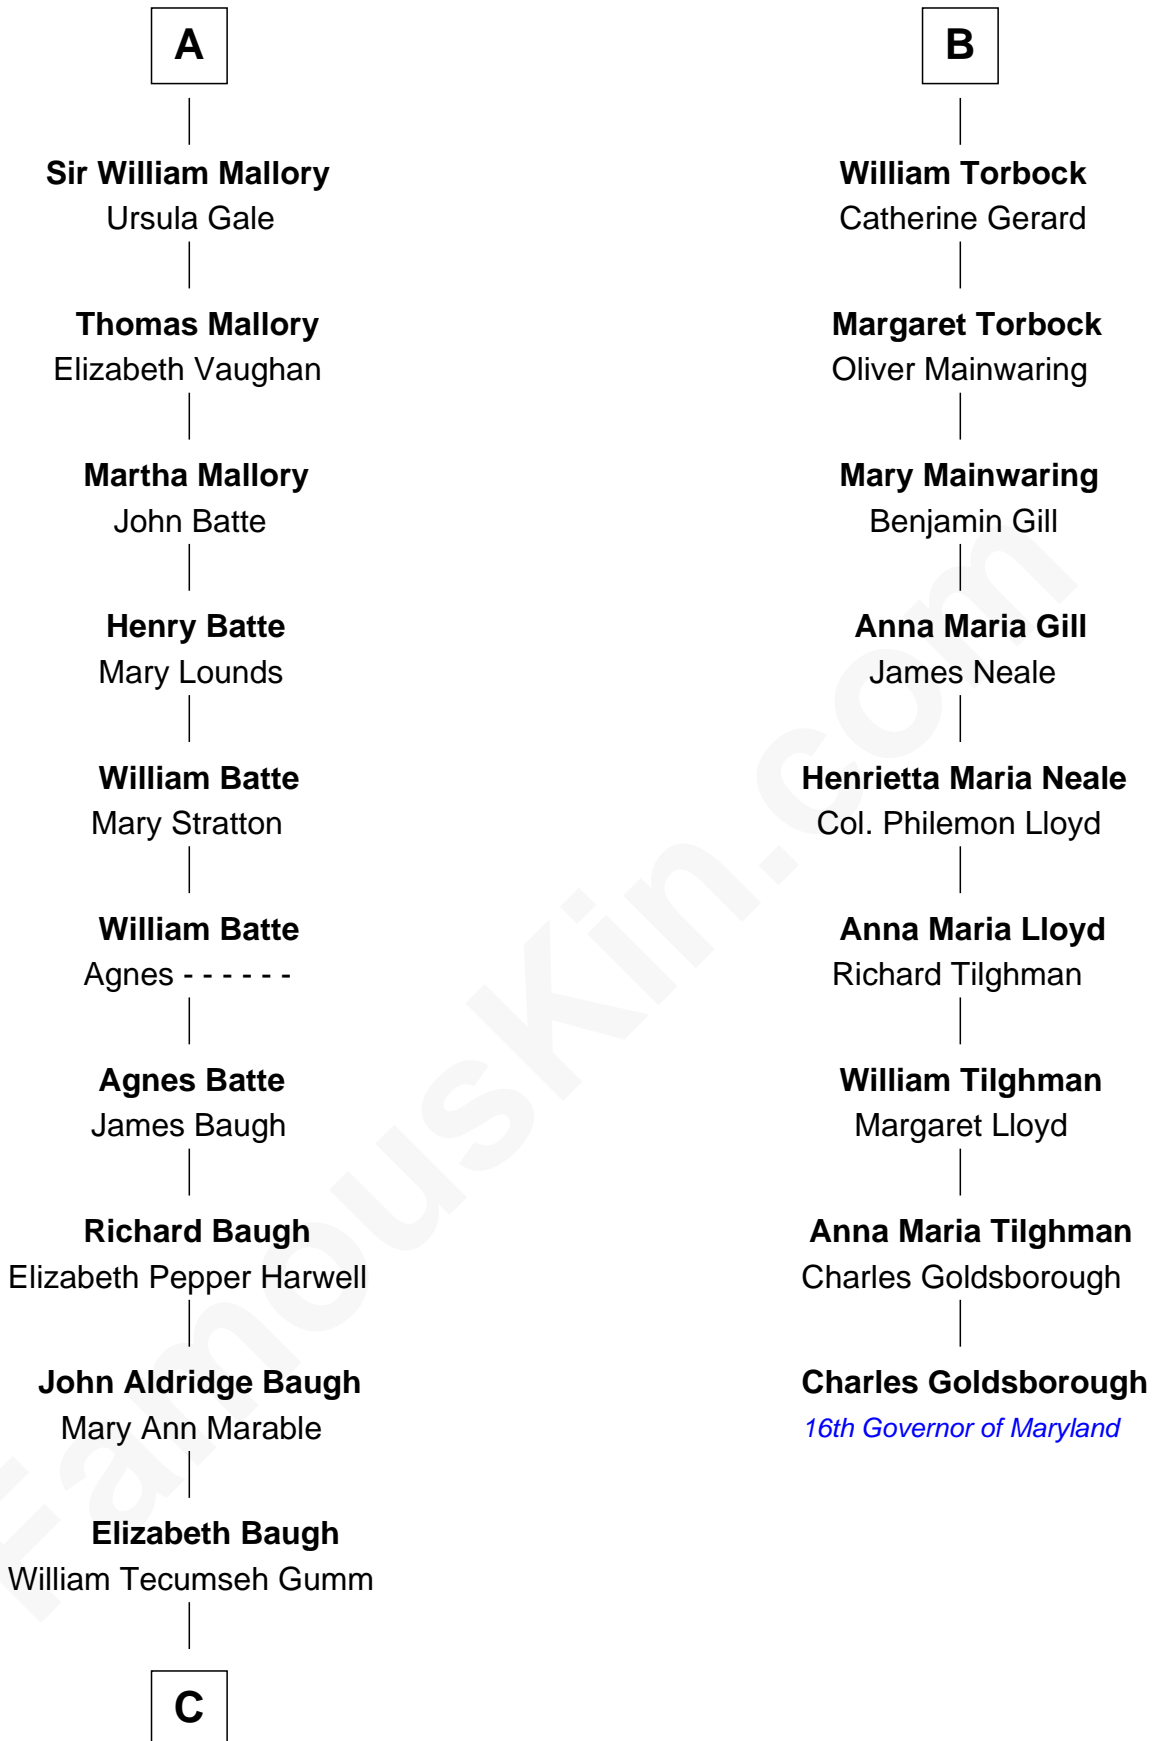 A
Sir William Mallory
Ursula Gale
Thomas Mallory
Elizabeth Vaughan
Martha Mallory
John Batte
Henry Batte
Mary Lounds
William Batte
Mary Stratton
William Batte
Agnes - - - - - -
Agnes Batte
James Baugh
Richard Baugh
Elizabeth Pepper Harwell
John Aldridge Baugh
Mary Ann Marable
Elizabeth Baugh
William Tecumseh Gumm
C
B
William Torbock
Catherine Gerard
Margaret Torbock
Oliver Mainwaring
Mary Mainwaring
Benjamin Gill
Anna Maria Gill
James Neale
Henrietta Maria Neale
Col. Philemon Lloyd
Anna Maria Lloyd
Richard Tilghman
William Tilghman
Margaret Lloyd
Anna Maria Tilghman
Charles Goldsborough
Charles Goldsborough
16th Governor of Maryland
FamousKin.com